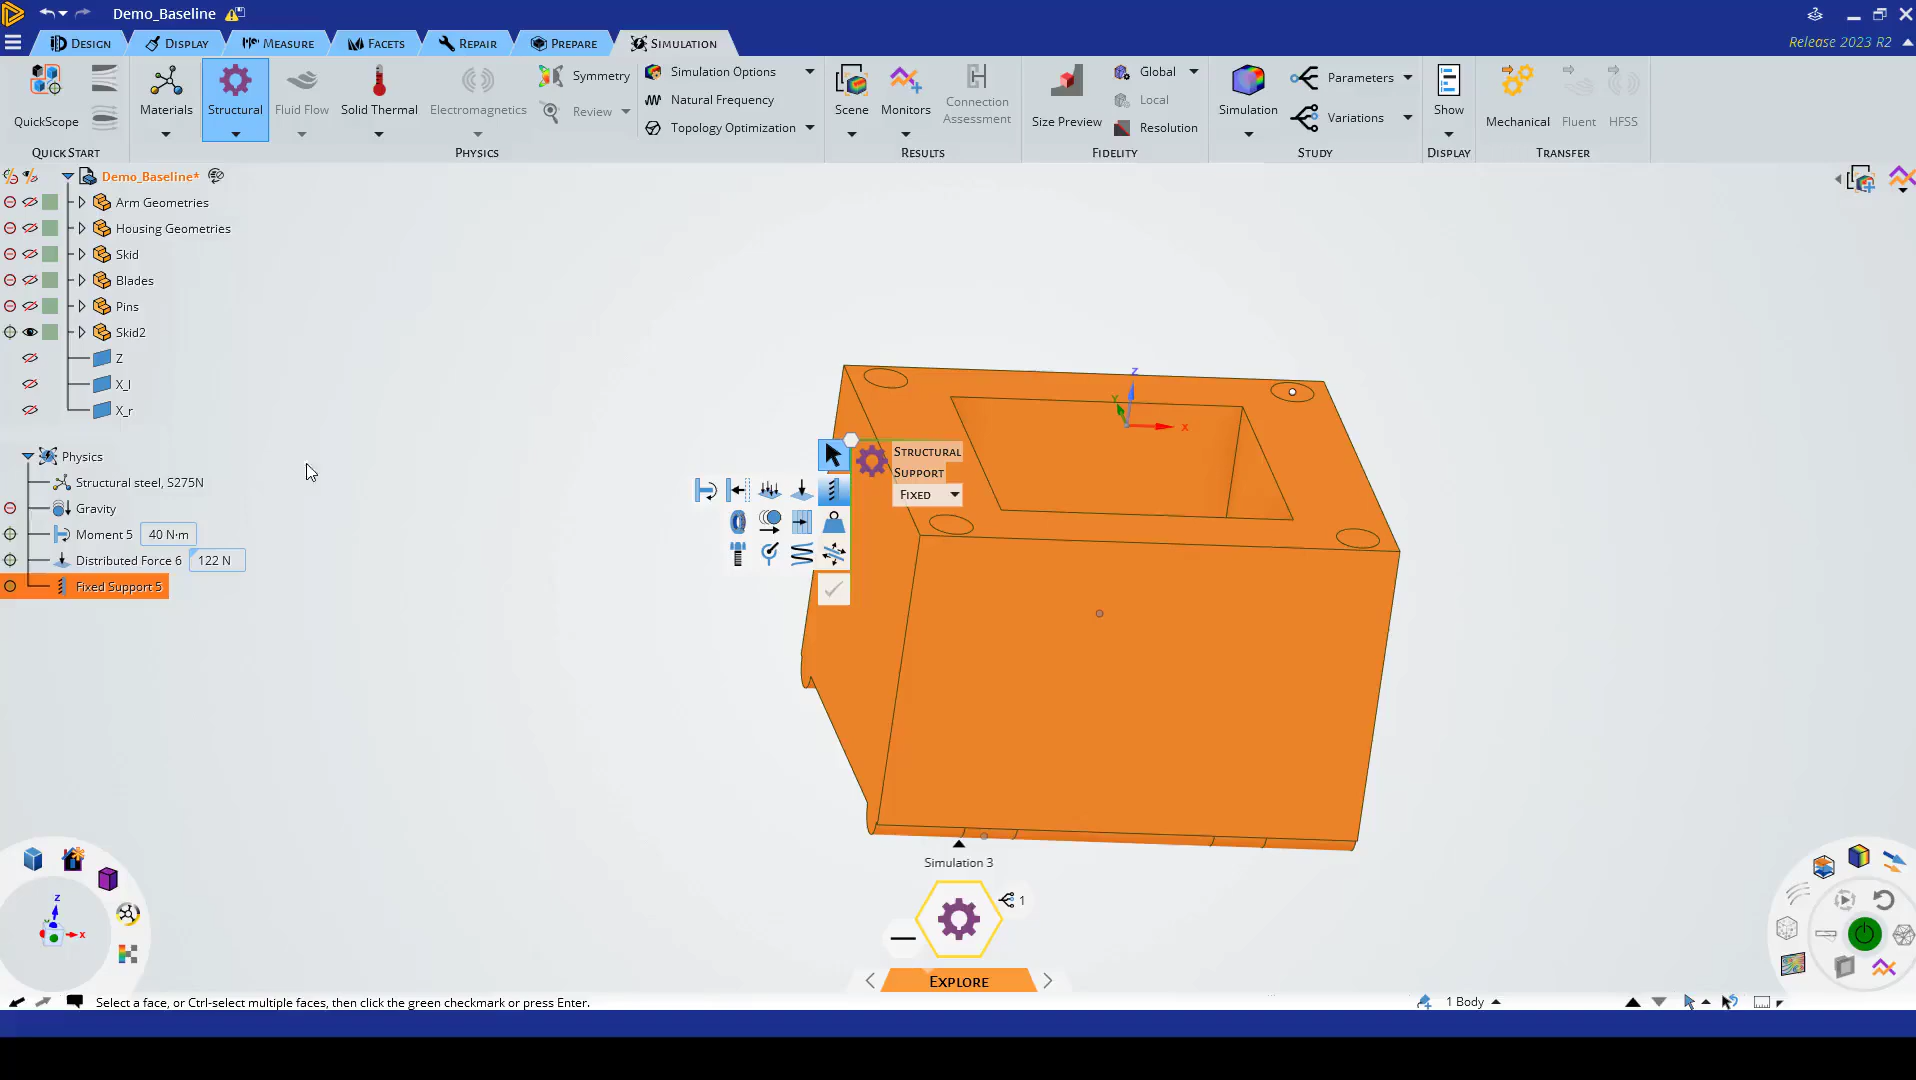 Demo_Baseline
Release 2023 R2
DESIGN
DISPLAY
MEASURE
FACETS
REPAIR
PREPARE
SIMULATION
QuickScope
QUICK START
Materials
Structural
Fluid Flow
Solid Thermal
Electromagnetics
Symmetry
Review
PHYSICS
Simulation Options
Natural Frequency
Topology Optimization
Scene
Monitors
Connection
Assessment
RESULTS
Size Preview
Global
Local
Resolution
FIDELITY
Simulation
Parameters
Variations
STUDY
Show
DISPLAY
Mechanical
Fluent
HFSS
TRANSFER
Demo_Baseline*
Arm Geometries
Housing Geometries
Skid
Blades
Pins
Skid2
Z
X_l
X_r
Physics
Structural steel, S275N
Gravity
Moment 5 40 N·m
Distributed Force 6 122 N
Fixed Support 5
STRUCTURAL
SUPPORT
FIXED
Z
Y
X
Simulation 3
1
EXPLORE
Z
X
Select a face, or Ctrl-select multiple faces, then click the green checkmark or press Enter.
1 Body